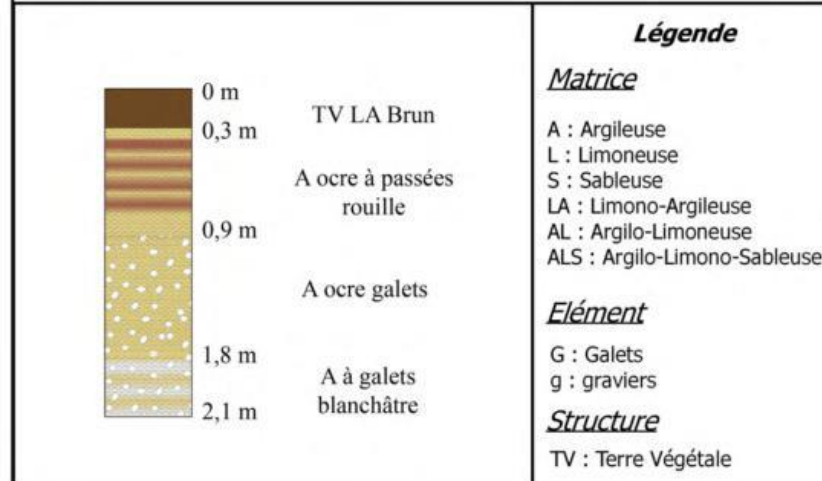 0 m
TV LA Brun
0,3 m
A ocre à passées
rouille
0,9 m
A ocre galets
1,8 m
A à galets
blanchâtre
2,1 m
Légende
Matrice
A : Argileuse
L : Limoneuse
S : Sableuse
LA : Limono-Argileuse
AL : Argilo-Limoneuse
ALS : Argilo-Limono-Sableuse
Elément
G : Galets
g : graviers
Structure
TV : Terre Végétale